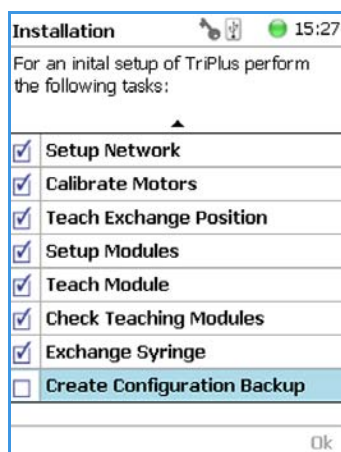 Installation 15:27
For an inital setup of TriPlus perform
the following tasks:
Setup Network
Calibrate Motors
Teach Exchange Position
Setup Modules
Teach Module
Check Teaching Modules
Exchange Syringe
Create Configuration Backup
Ok